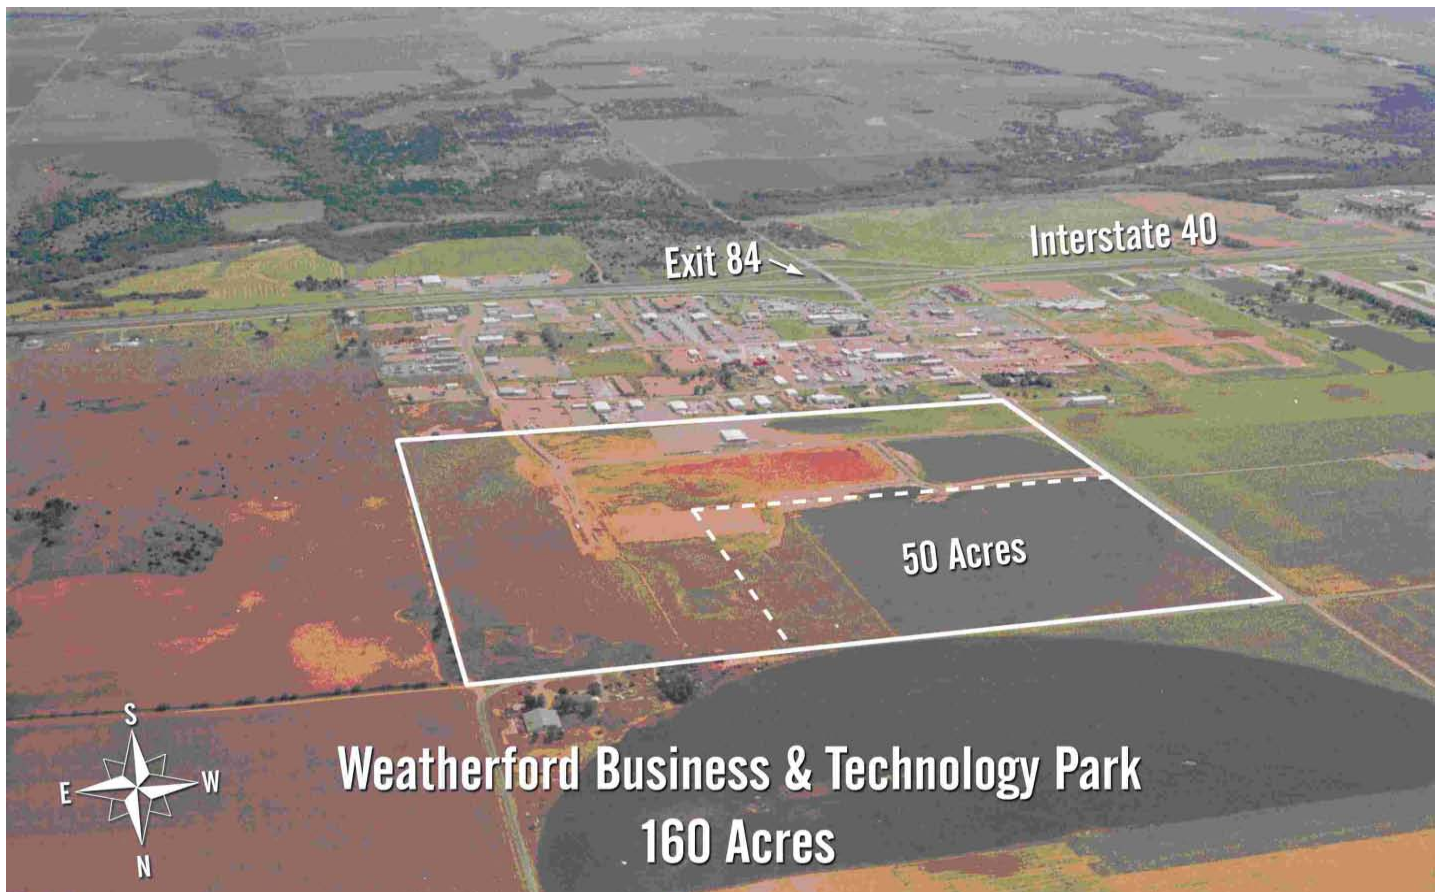 Interstate 40
Exit 84
50 Acres
S
E W
N
Weatherford Business & Technology Park
160 Acres